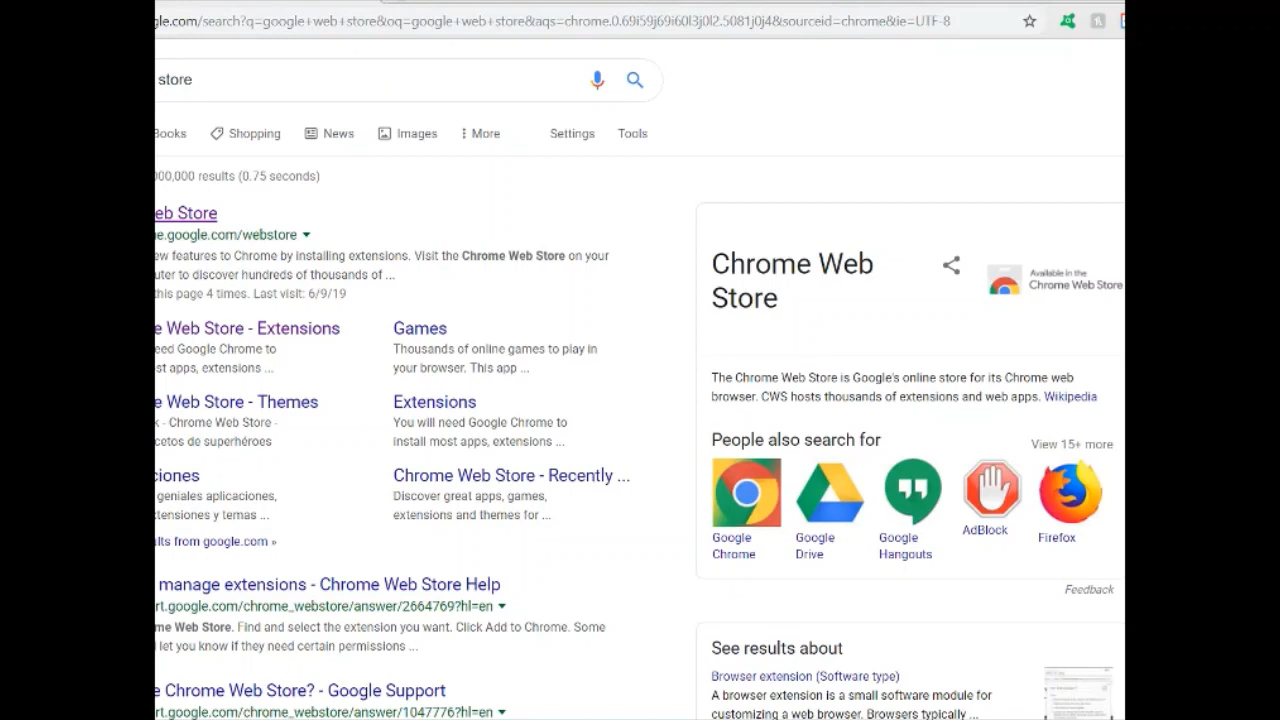 gle.com/search?q=google+web+store&oq=google+web+store&aqs=chrome.0.69i59j69i60l3j0l2.5081j0j4&sourceid=chrome&ie=UTF-8
store
Books
Shopping
News
Images
More
Settings
Tools
000,000 results (0.75 seconds)
eb Store
e.google.com/webstore
ew features to Chrome by installing extensions. Visit the Chrome Web Store on your
uter to discover hundreds of thousands of ...
this page 4 times. Last visit: 6/9/19
e Web Store - Extensions
eed Google Chrome to
st apps, extensions ...
Games
Thousands of online games to play in
your browser. This app ...
e Web Store - Themes
k - Chrome Web Store -
cetos de superhéroes
Extensions
You will need Google Chrome to
install most apps, extensions ...
ciones
geniales aplicaciones,
xtensiones y temas ...
Chrome Web Store - Recently ...
Discover great apps, games,
extensions and themes for ...
lts from google.com »
manage extensions - Chrome Web Store Help
rt.google.com/chrome_webstore/answer/2664769?hl=en
me Web Store. Find and select the extension you want. Click Add to Chrome. Some
let you know if they need certain permissions ...
e Chrome Web Store? - Google Support
rt.google.com/chrome_webstore/answer/1047776?hl=en
Chrome Web
Store
Available in the
Chrome Web Store
The Chrome Web Store is Google's online store for its Chrome web
browser. CWS hosts thousands of extensions and web apps. Wikipedia
People also search for
View 15+ more
Google
Chrome
Google
Drive
Google
Hangouts
AdBlock
Firefox
Feedback
See results about
Browser extension (Software type)
A browser extension is a small software module for
customizing a web browser. Browsers typically ...